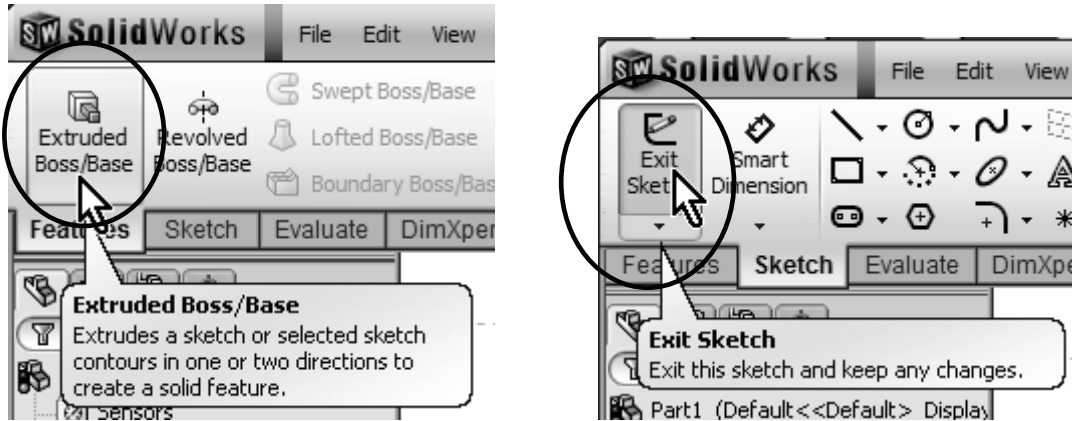 SolidWorks File Edit View
Extruded Boss/Base
Revolved Boss/Base
Swept Boss/Base
Lofted Boss/Base
Boundary Boss/Bas
Features Sketch Evaluate DimXper
Extruded Boss/Base
Extrudes a sketch or selected sketch
contours in one or two directions to
create a solid feature.
Sensors
SolidWorks File Edit View
Exit
Sket
Smart
Dimension
Features Sketch Evaluate DimXpe
Exit Sketch
Exit this sketch and keep any changes.
Part1 (Default<<Default> Display